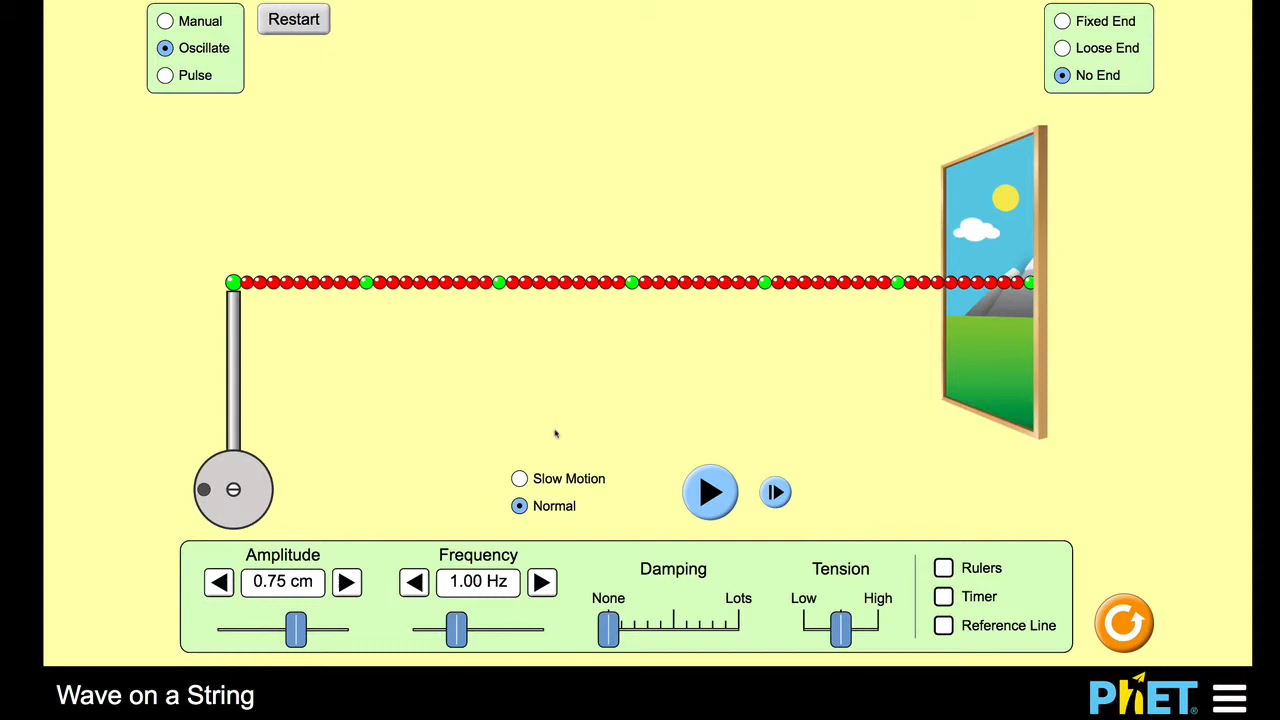 Manual
Oscillate
Pulse
Restart
Fixed End
Loose End
No End
Slow Motion
Normal
Amplitude
0.75 cm
Frequency
1.00 Hz
Damping
None
Lots
Tension
Low
High
Rulers
Timer
Reference Line
Wave on a String
PhET